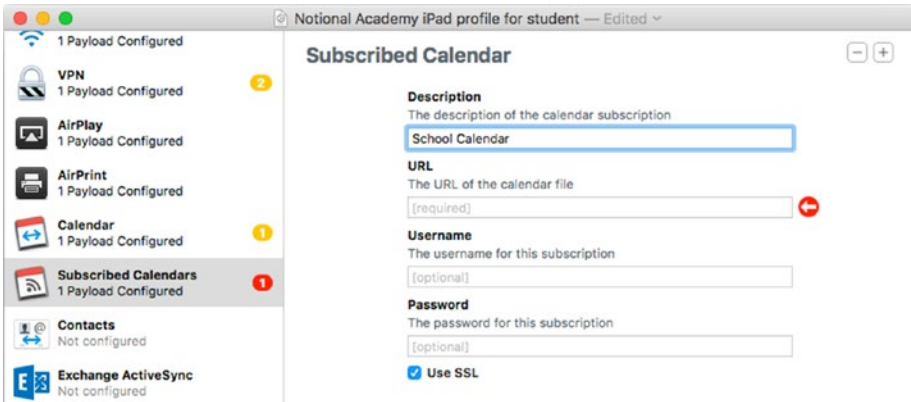 Notional Academy iPad profile for student — Edited
1 Payload Configured
VPN
1 Payload Configured
2
AirPlay
1 Payload Configured
AirPrint
1 Payload Configured
Calendar
1 Payload Configured
1
Subscribed Calendars
1 Payload Configured
1
Contacts
Not configured
Exchange ActiveSync
Not configured
Subscribed Calendar
Description
The description of the calendar subscription
School Calendar
URL
The URL of the calendar file
[required]
Username
The username for this subscription
[optional]
Password
The password for this subscription
[optional]
Use SSL